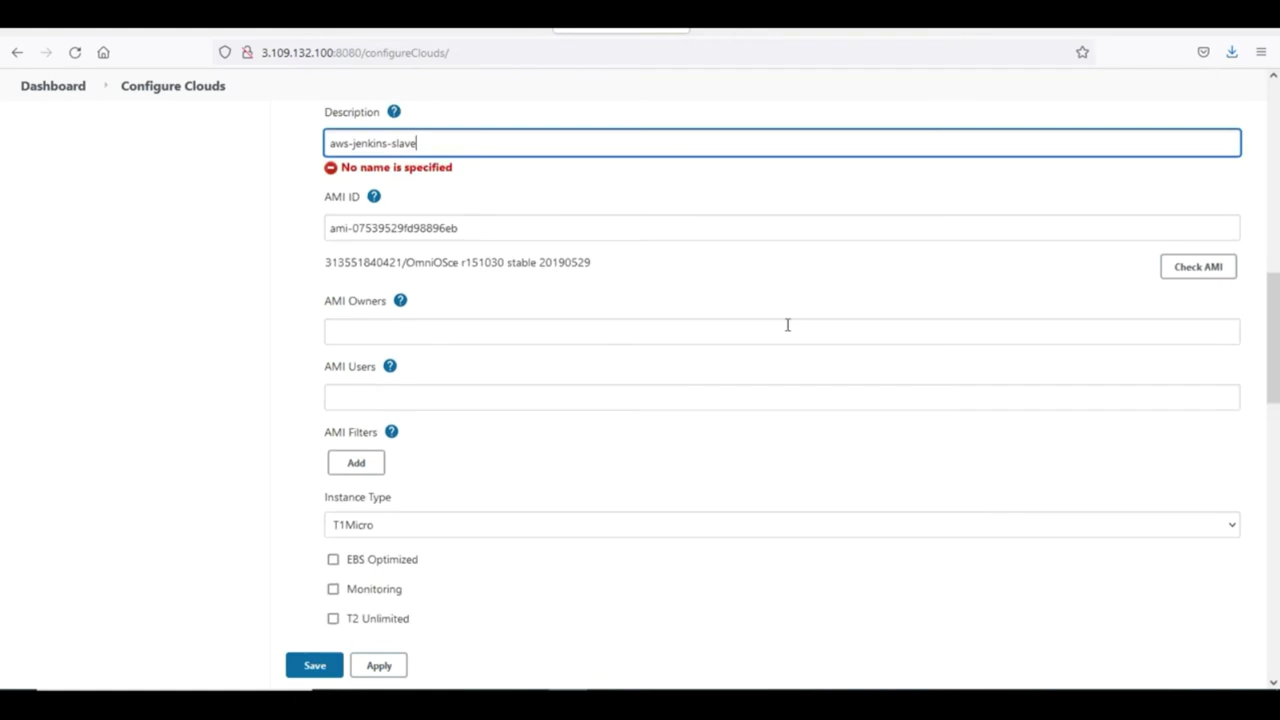 3.109.132.100:8080/configureClouds/
Dashboard Configure Clouds
Description ?
aws-jenkins-slave
No name is specified
AMI ID ?
ami-07539529fd98896eb
313551840421/OmniOSce r151030 stable 20190529
Check AMI
AMI Owners ?
AMI Users ?
AMI Filters ?
Add
Instance Type
T1Micro
EBS Optimized
Monitoring
T2 Unlimited
Save Apply